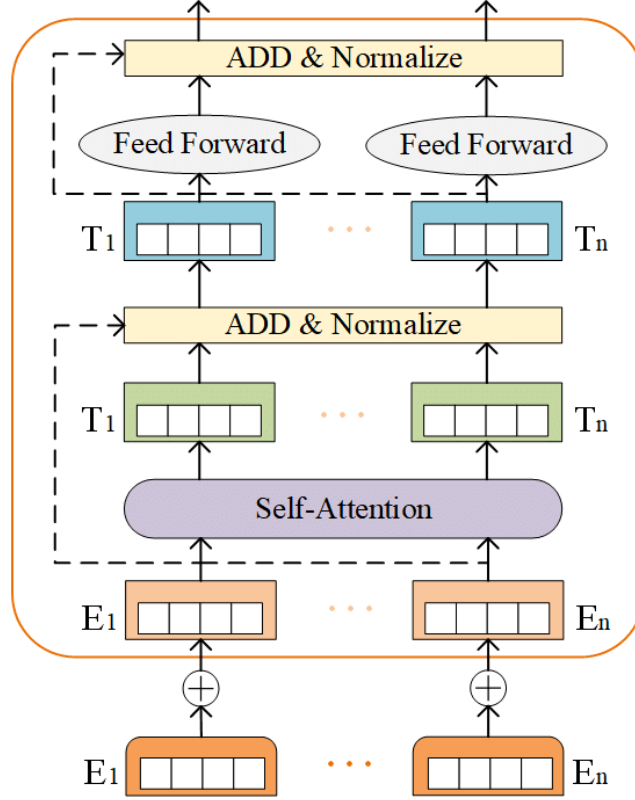 ADD & Normalize
Feed Forward Feed Forward
T1 ... Tn
ADD & Normalize
T1 ... Tn
Self-Attention
E1 ... En
E1 ... En